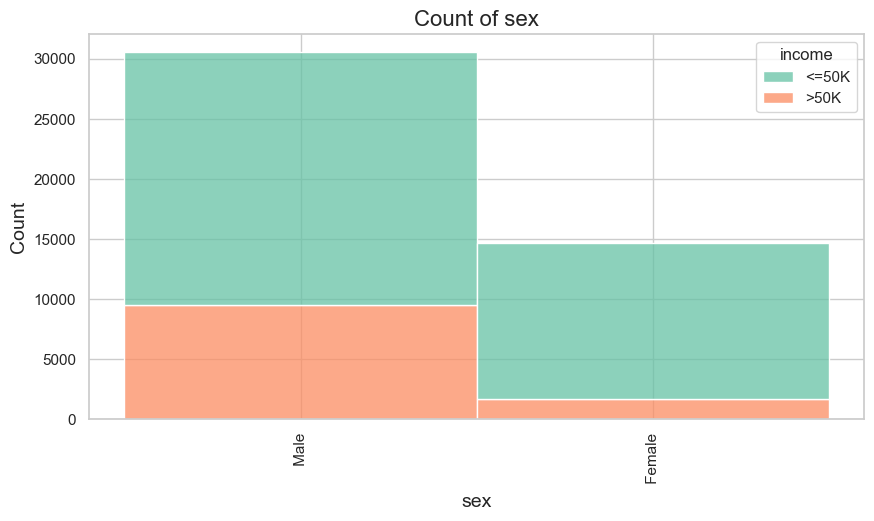 Count of sex
income
<=50K
>50K
30000
25000
20000
15000
10000
5000
0
Count
Male
Female
sex